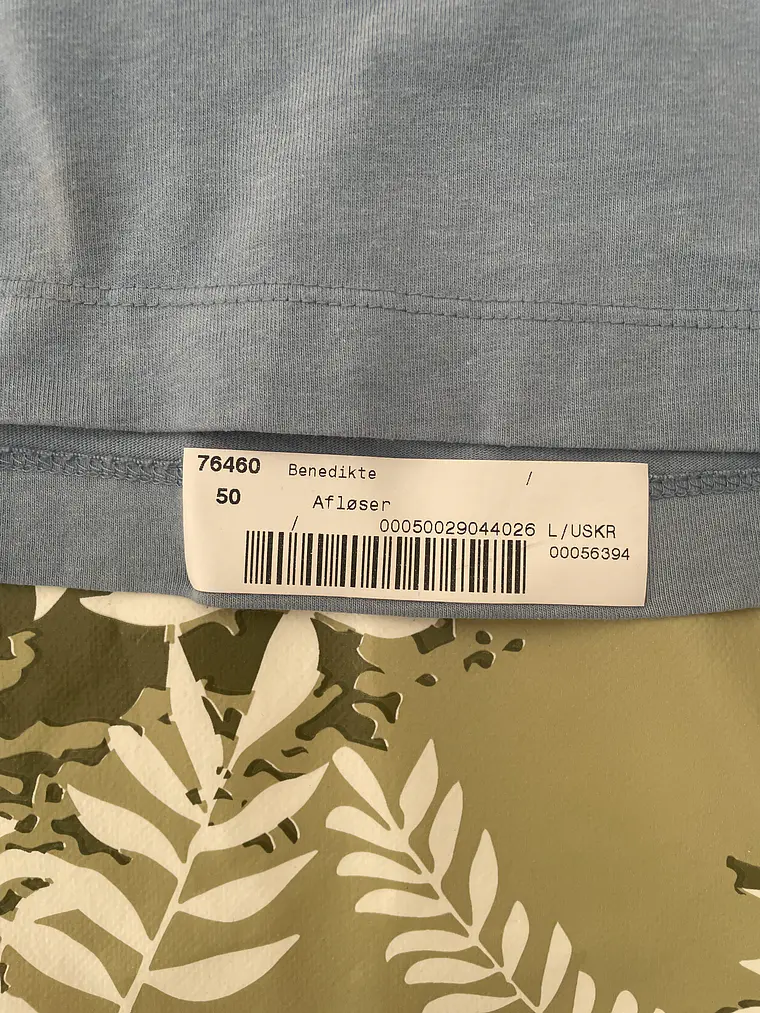 76460 Benedikte /
50 Afløser
/ 00050029044026 L/USKR
00056394